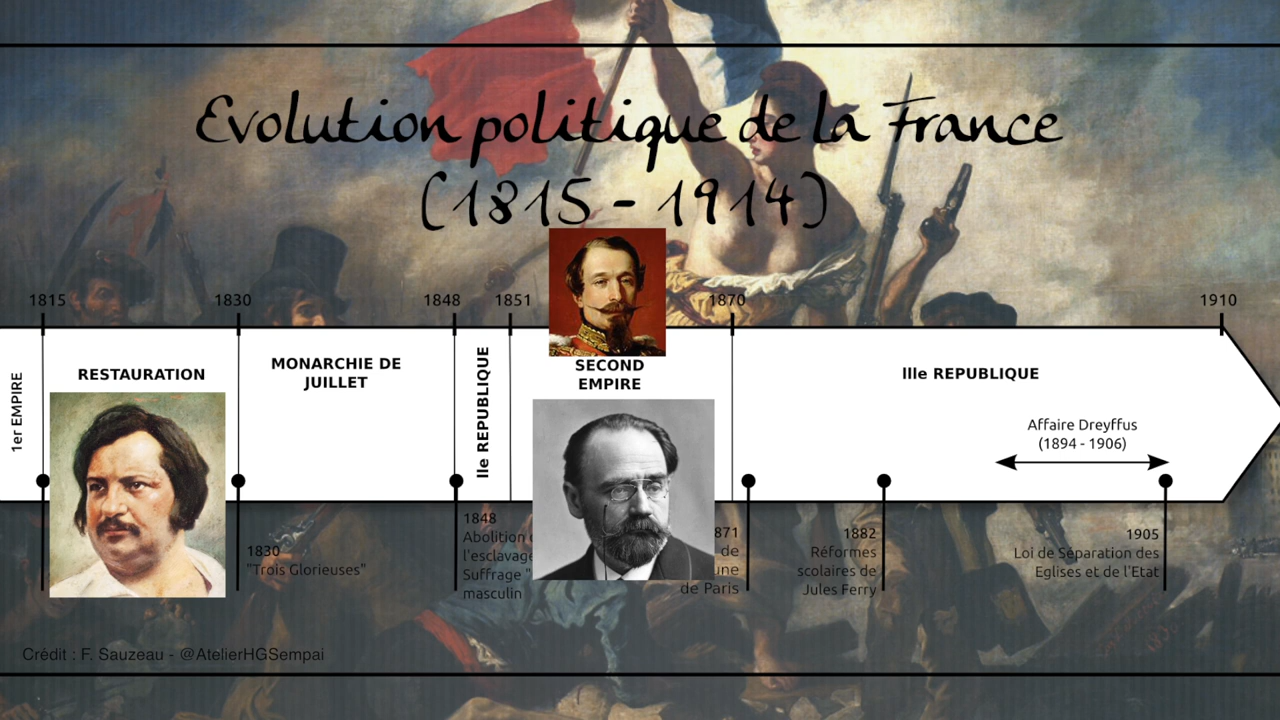 Evolution politique de la France
(1815 - 1914)
1815
1830
1848
1851
1870
1910
1er EMPIRE
RESTAURATION
MONARCHIE DE
JUILLET
IIe REPUBLIQUE
SECOND
EMPIRE
IIIe REPUBLIQUE
Affaire Dreyffus
(1894 - 1906)
1830
"Trois Glorieuses"
1848
Abolition
l'esclavage
Suffrage "
masculin
871
de
une
de Paris
1882
Réformes
scolaires de
Jules Ferry
1905
Loi de Séparation des
Eglises et de l'Etat
Crédit : F. Sauzeau - @AtelierHGSempai